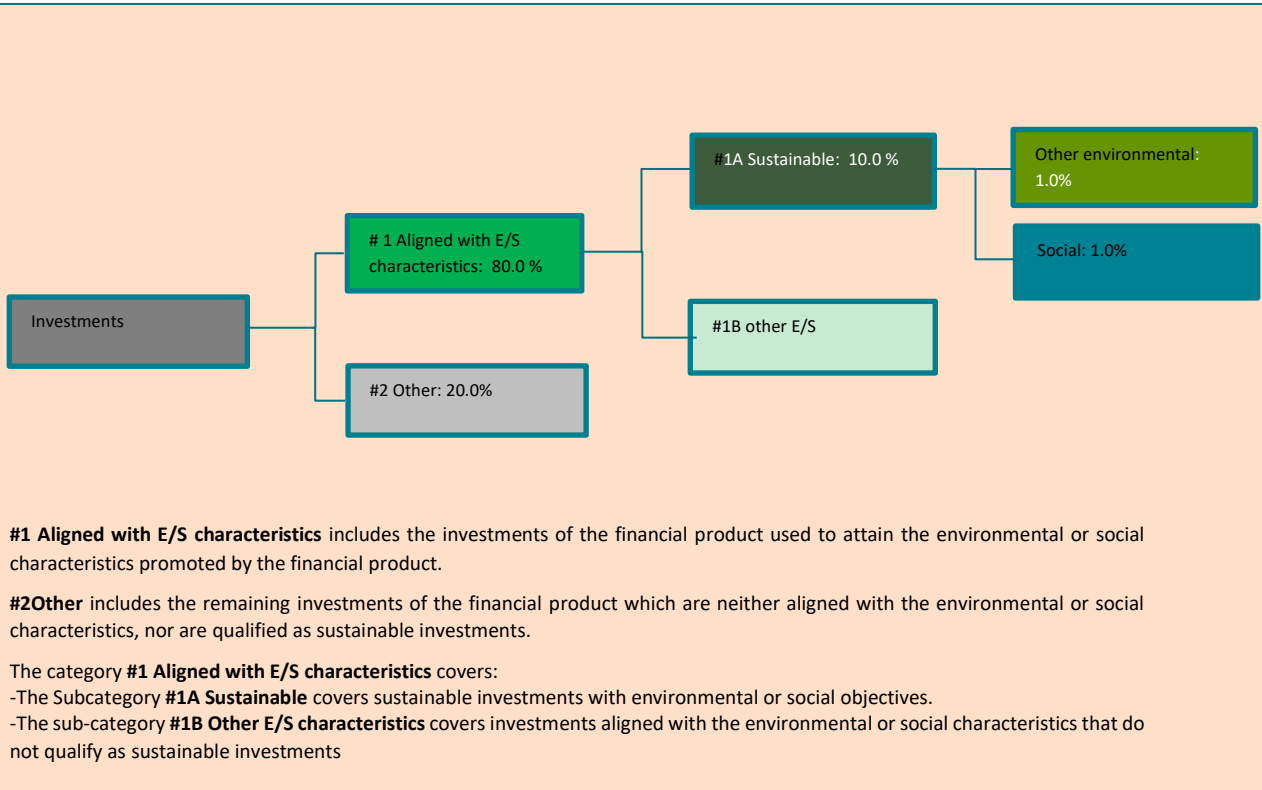 #1A Sustainable:  10.0 %
Other environmental:
1.0%
# 1 Aligned with E/S
characteristics:  80.0 %
Social: 1.0%
Investments
#1B other E/S
#2 Other: 20.0%
#1 Aligned with E/S characteristics includes the investments of the financial product used to attain the environmental or social
characteristics promoted by the financial product.
#2Other includes the remaining investments of the financial product which are neither aligned with the environmental or social
characteristics, nor are qualified as sustainable investments.
The category #1 Aligned with E/S characteristics covers:
-The Subcategory #1A Sustainable covers sustainable investments with environmental or social objectives.
-The sub-category #1B Other E/S characteristics covers investments aligned with the environmental or social characteristics that do
not qualify as sustainable investments